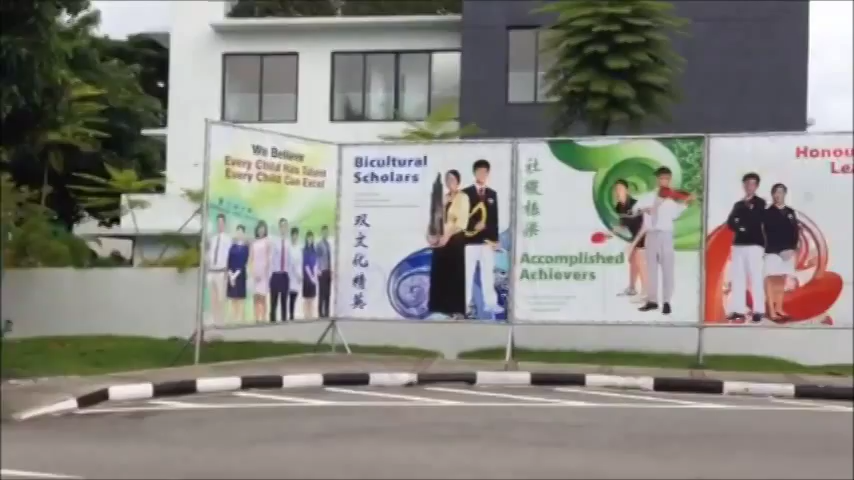 We Believe
Every Child Has Talent
Every Child Can Excel
Bicultural
Scholars
双文化精英
社缀栋梁
Accomplished
Achievers
Honou
Lea